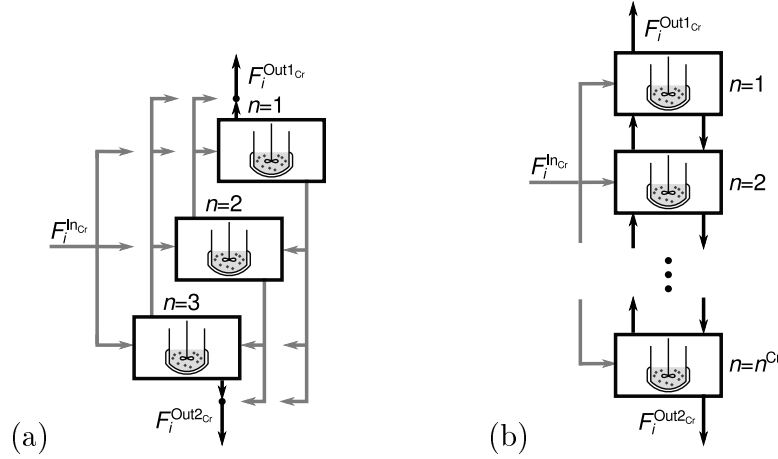 F_i^{Out1_Cr}
n=1
n=2
F_i^{In_Cr}
n=3
F_i^{Out2_Cr}
(a)
F_i^{Out1_Cr}
n=1
F_i^{In_Cr}
n=2
n=n^{Cr}
F_i^{Out2_Cr}
(b)